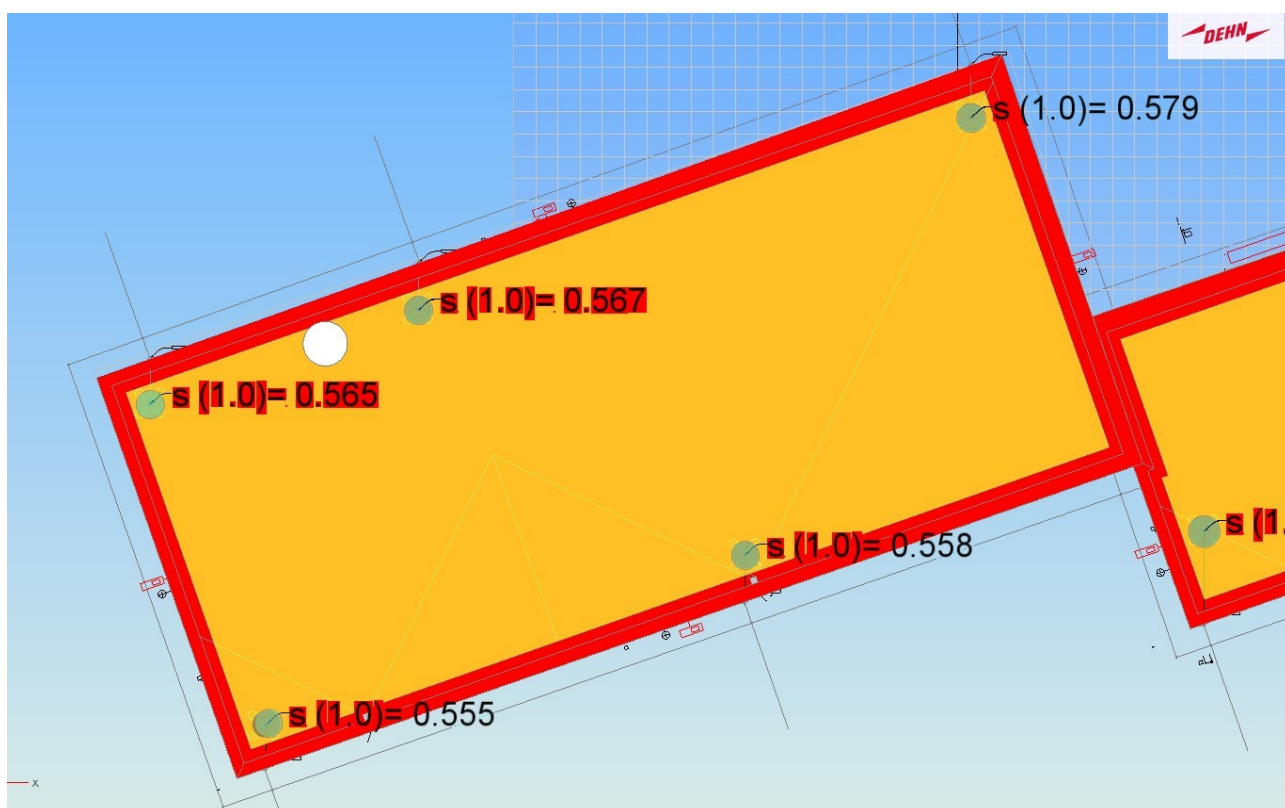 DEHN
s (1.0)= 0.579
s (1.0)= 0.567
s (1.0)= 0.565
s (1.0)= 0.558
s (1.
s (1.0)= 0.555
x